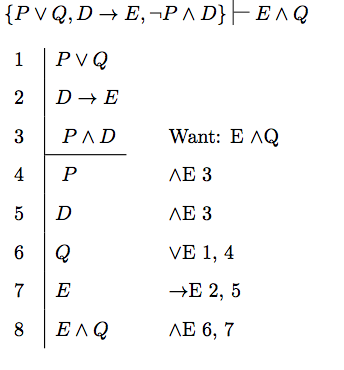 {P ∨ Q, D → E, ¬P ∧ D} ⊢ E ∧ Q
1 P ∨ Q
2 D → E
3 P ∧ D Want: E ∧Q
4 P ∧E 3
5 D ∧E 3
6 Q ∨E 1, 4
7 E →E 2, 5
8 E ∧ Q ∧E 6, 7